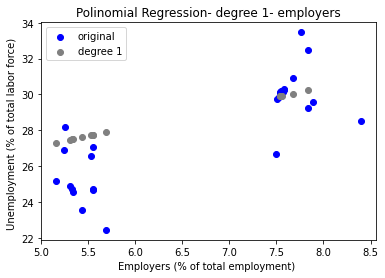 Polinomial Regression- degree 1- employers
34
original
degree 1
32
30
28
26
24
22
Unemployment (% of total labor force)
5.0 5.5 6.0 6.5 7.0 7.5 8.0 8.5
Employers (% of total employment)